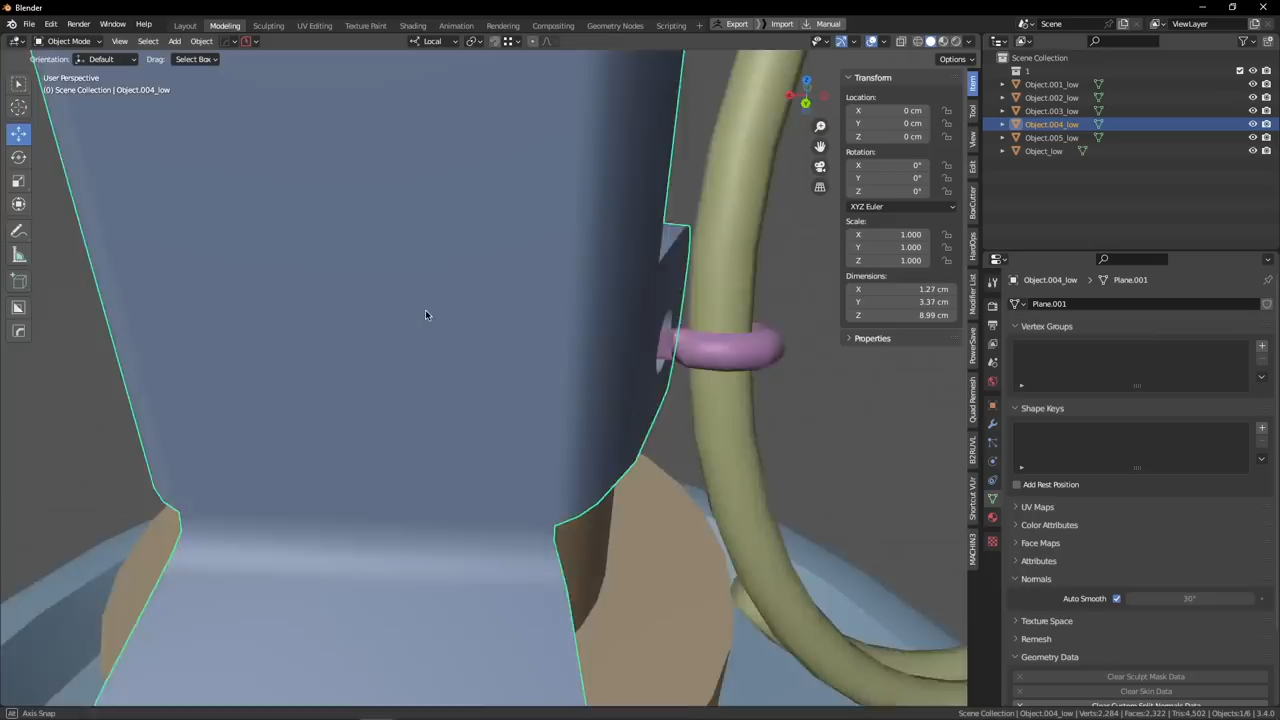 Blender
File Edit Render Window Help Layout Modeling Sculpting UV Editing Texture Paint Shading Animation Rendering Compositing Geometry Nodes Scripting Export Import Manual Scene ViewLayer
Object Mode View Select Add Object Local
Orientation: Default Drag: Select Box Options
User Perspective
(0) Scene Collection | Object.004_low
Transform
Location:
X 0 cm
Y 0 cm
Z 0 cm
Rotation:
X 0°
Y 0°
Z 0°
XYZ Euler
Scale:
X 1.000
Y 1.000
Z 1.000
Dimensions:
X 1.27 cm
Y 3.37 cm
Z 8.99 cm
Properties
Item
Tool
View
Edit
BoxCutter
HardOps
Modifier List
PowerSave
Quad Remesh
B2RUVL
Shortcut VUr
MACHIN3
Scene Collection
1
Object.001_low
Object.002_low
Object.003_low
Object.004_low
Object.005_low
Object_low
Object.004_low Plane.001
Plane.001
Vertex Groups
Shape Keys
Add Rest Position
UV Maps
Color Attributes
Face Maps
Attributes
Normals
Auto Smooth 30°
Texture Space
Remesh
Geometry Data
Clear Sculpt Mask Data
Clear Skin Data
Clear Custom Split Normals Data
Alt Axis Snap
Scene Collection | Object.004_low | Verts:2,284 | Faces:2,322 | Tris:4,502 | Objects:1/6 | 3.4.0